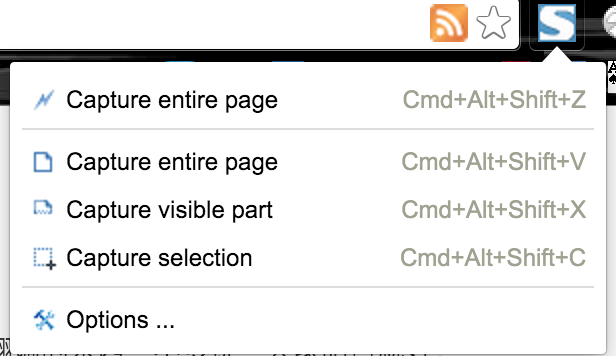 S
Capture entire page Cmd+Alt+Shift+Z
Capture entire page Cmd+Alt+Shift+V
Capture visible part Cmd+Alt+Shift+X
Capture selection Cmd+Alt+Shift+C
Options ...